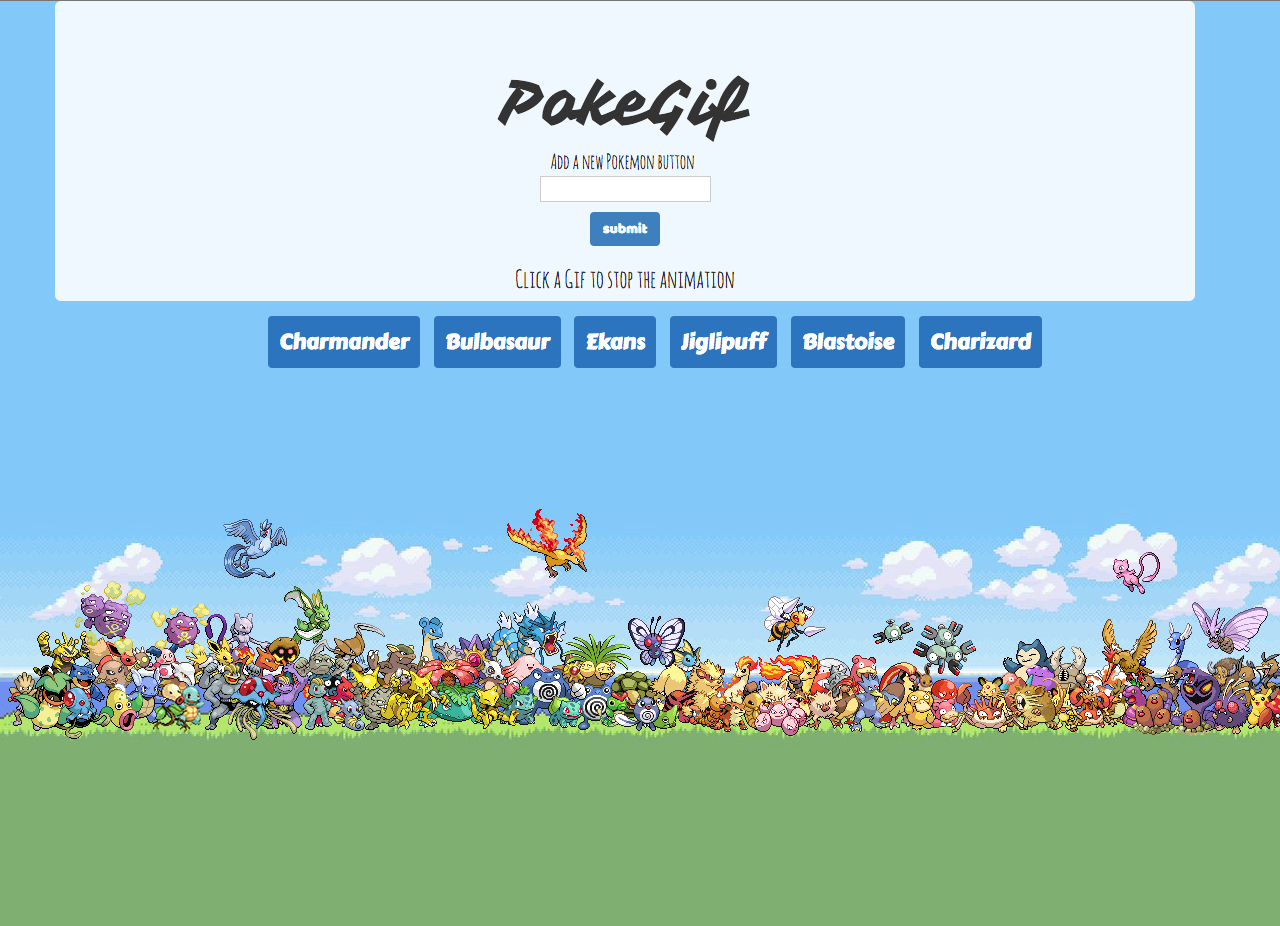 PokeGif
Add a new Pokemon button
submit
Click a Gif to stop the animation
Charmander Bulbasaur Ekans Jiglipuff Blastoise Charizard